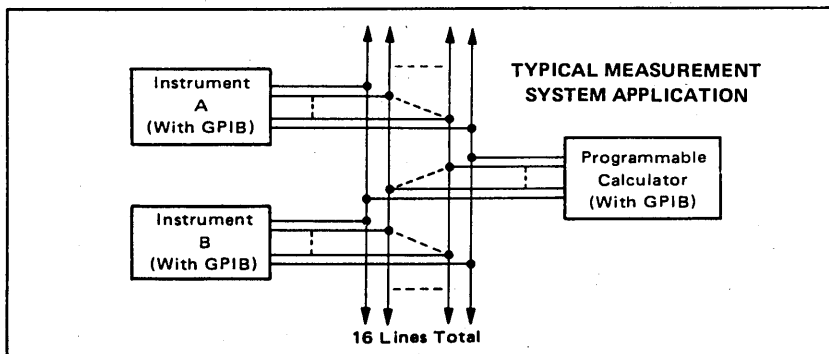 TYPICAL MEASUREMENT
SYSTEM APPLICATION
Instrument
A
(With GPIB)
Programmable
Calculator
(With GPIB)
Instrument
B
(With GPIB)
16 Lines Total